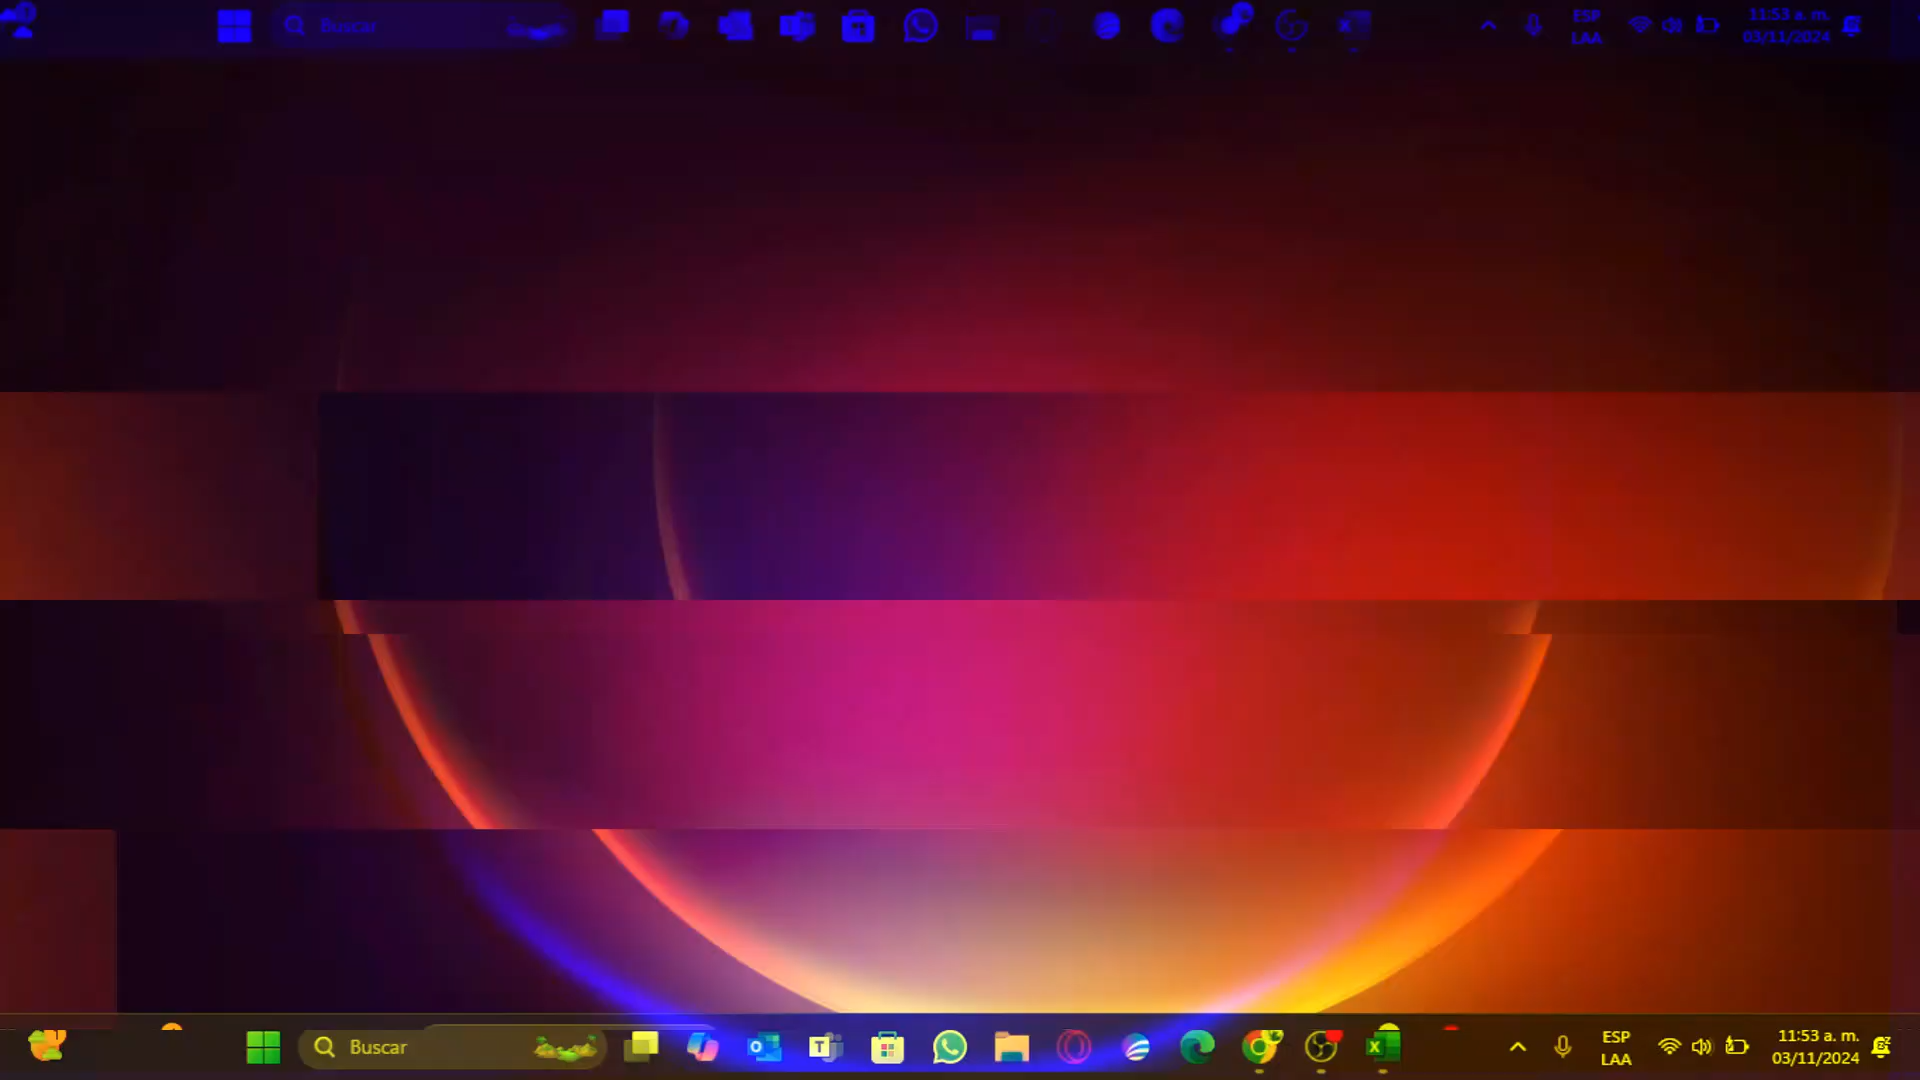 Buscar
ESP
LAA
11:53 a. m.
03/11/2024
Buscar
ESP
LAA
11:53 a. m.
03/11/2024